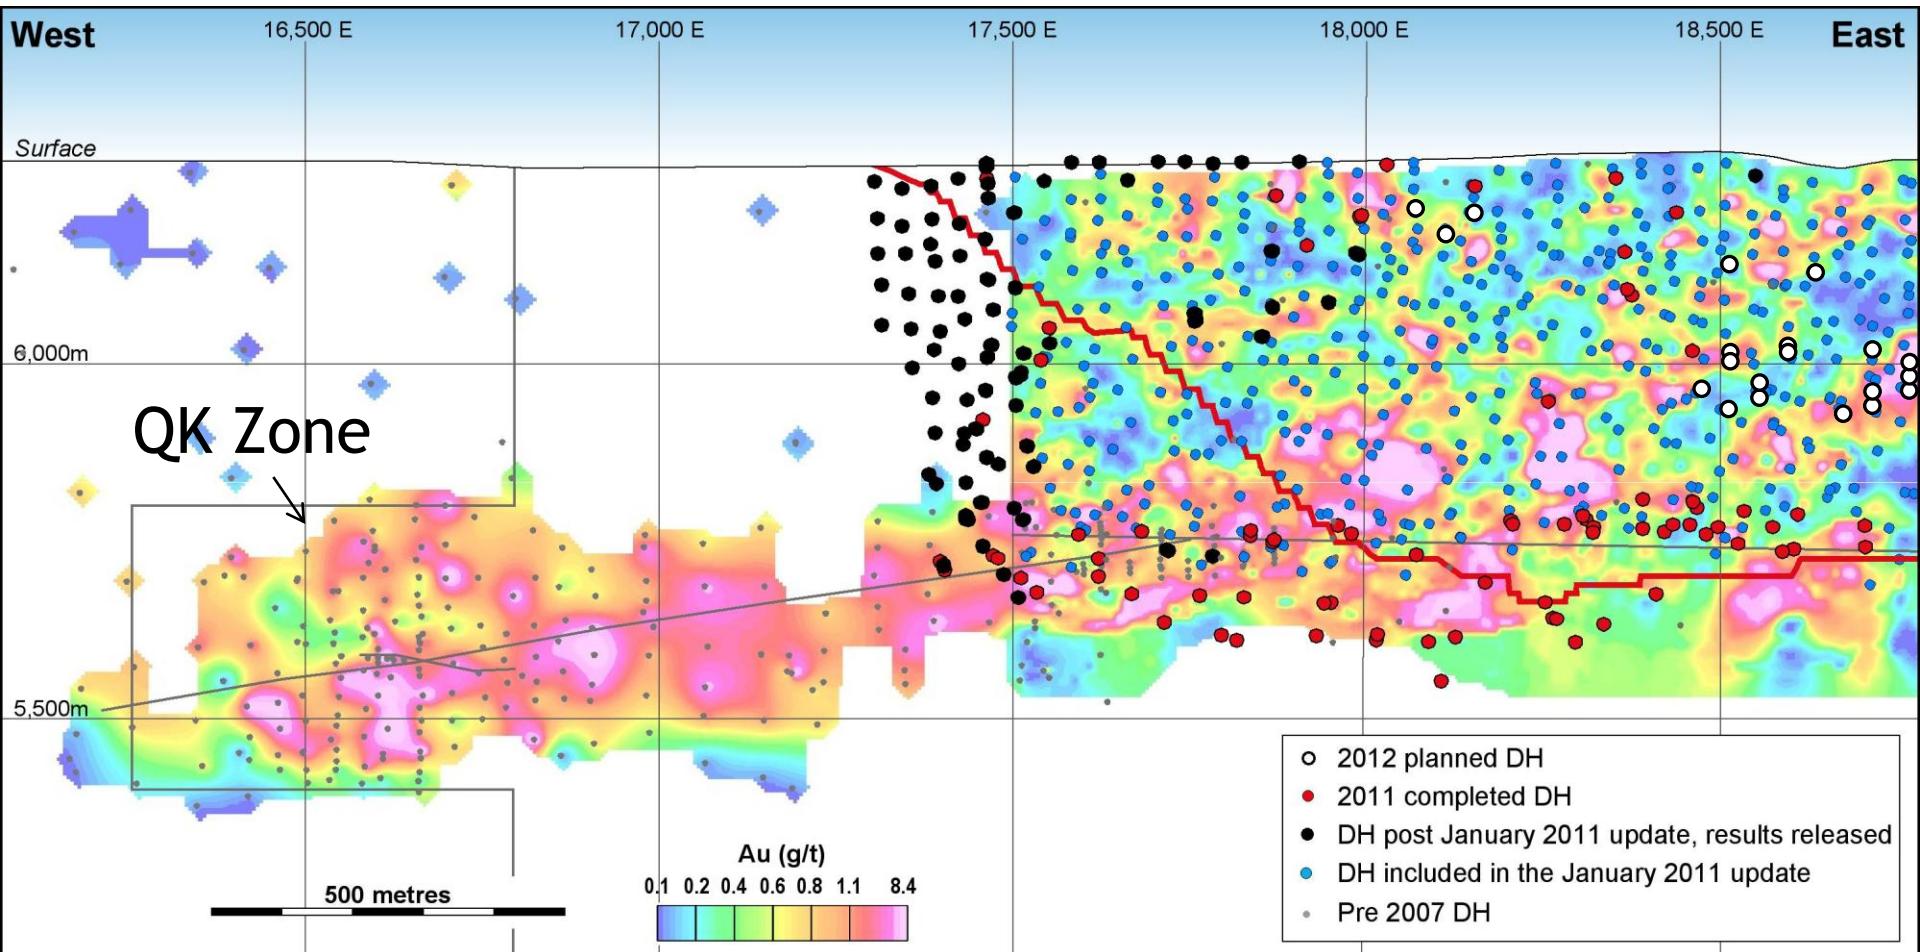 West
16,500 E
17,000 E
17,500 E
18,000 E
18,500 E
East
Surface
6,000m
QK Zone
5,500m
500 metres
Au (g/t)
0.1 0.2 0.4 0.6 0.8 1.1 8.4
2012 planned DH
2011 completed DH
DH post January 2011 update, results released
DH included in the January 2011 update
Pre 2007 DH